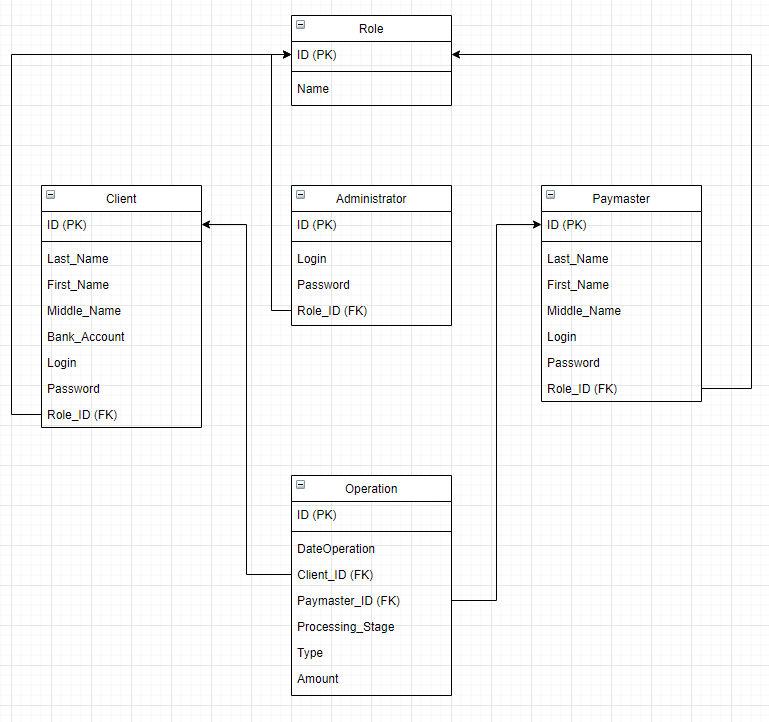 Role
ID (PK)
Name
Client
ID (PK)
Last_Name
First_Name
Middle_Name
Bank_Account
Login
Password
Role_ID (FK)
Administrator
ID (PK)
Login
Password
Role_ID (FK)
Paymaster
ID (PK)
Last_Name
First_Name
Middle_Name
Login
Password
Role_ID (FK)
Operation
ID (PK)
DateOperation
Client_ID (FK)
Paymaster_ID (FK)
Processing_Stage
Type
Amount